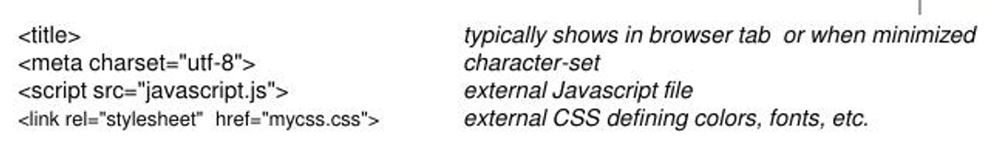 <title> typically shows in browser tab  or when minimized
<meta charset="utf-8"> character-set
<script src="javascript.js"> external Javascript file
<link rel="stylesheet"  href="mycss.css"> external CSS defining colors, fonts, etc.